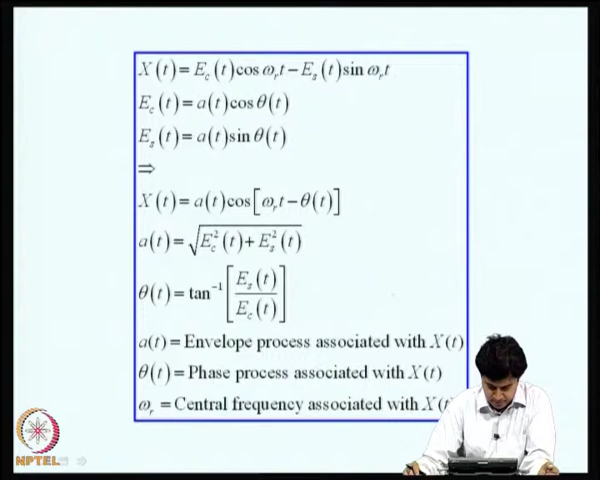 X(t) = E_c(t) cos ω_r t − E_s(t) sin ω_r t
E_c(t) = a(t) cos θ(t)
E_s(t) = a(t) sin θ(t)
⇒
X(t) = a(t) cos[ω_r t − θ(t)]
a(t) = √(E_c²(t) + E_s²(t))
θ(t) = tan⁻¹[E_s(t) / E_c(t)]
a(t) = Envelope process associated with X(t)
θ(t) = Phase process associated with X(t)
ω_r = Central frequency associated with X(t
NPTEL